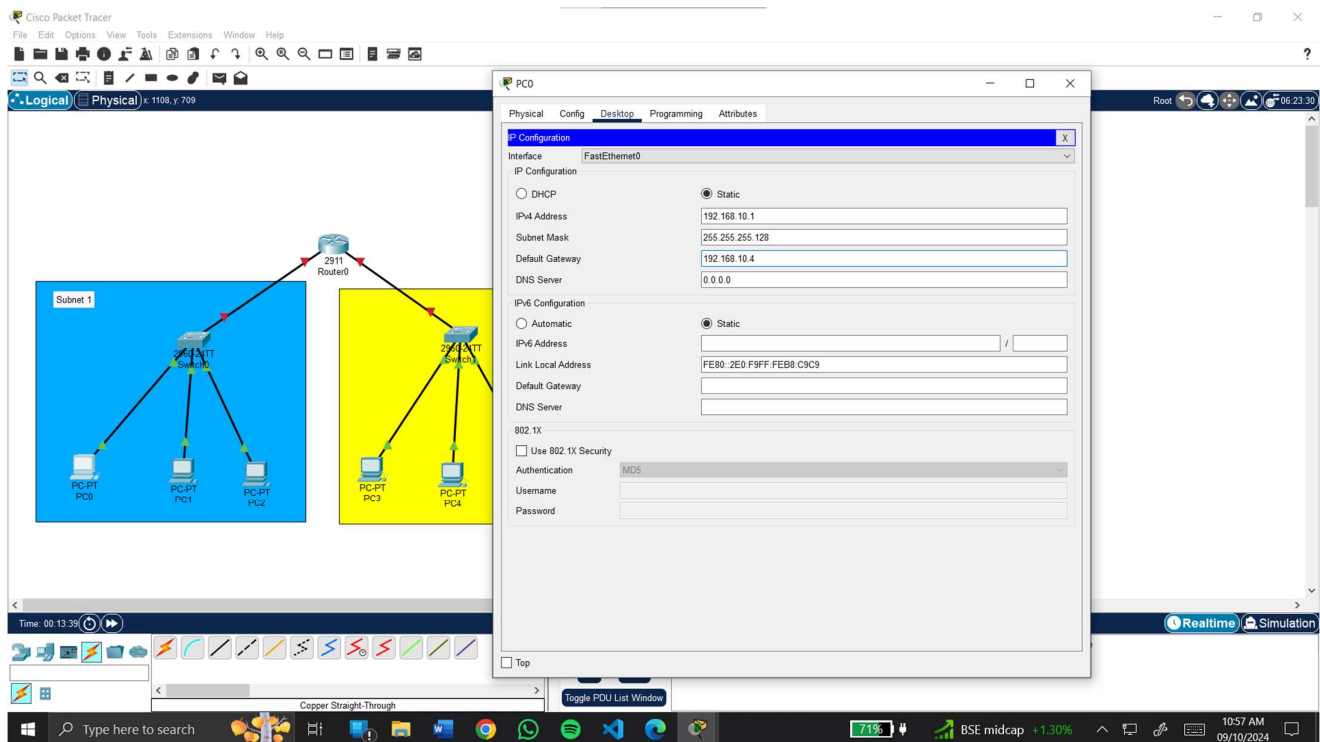 Cisco Packet Tracer
File Edit Options View Tools Extensions Window Help
?
Logical Physical x: 1108, y: 709
Root 06:23:30
PC0
Physical Config Desktop Programming Attributes
IP Configuration X
Interface FastEthernet0
IP Configuration
DHCP Static
IPv4 Address 192.168.10.1
Subnet Mask 255.255.255.128
Default Gateway 192.168.10.4
DNS Server 0.0.0.0
IPv6 Configuration
Automatic Static
IPv6 Address /
Link Local Address FE80::2E0:F9FF:FEB8:C9C9
Default Gateway
DNS Server
802.1X
Use 802.1X Security
Authentication MD5
Username
Password
Top
2911
Router0
Subnet 1
2960-24TT
Switch0
2960-24TT
Switch1
PC-PT
PC0
PC-PT
PC1
PC-PT
PC2
PC-PT
PC3
PC-PT
PC4
Time: 00:13:39
Realtime Simulation
Copper Straight-Through
Toggle PDU List Window
Type here to search
71%
BSE midcap +1.30%
10:57 AM
09/10/2024